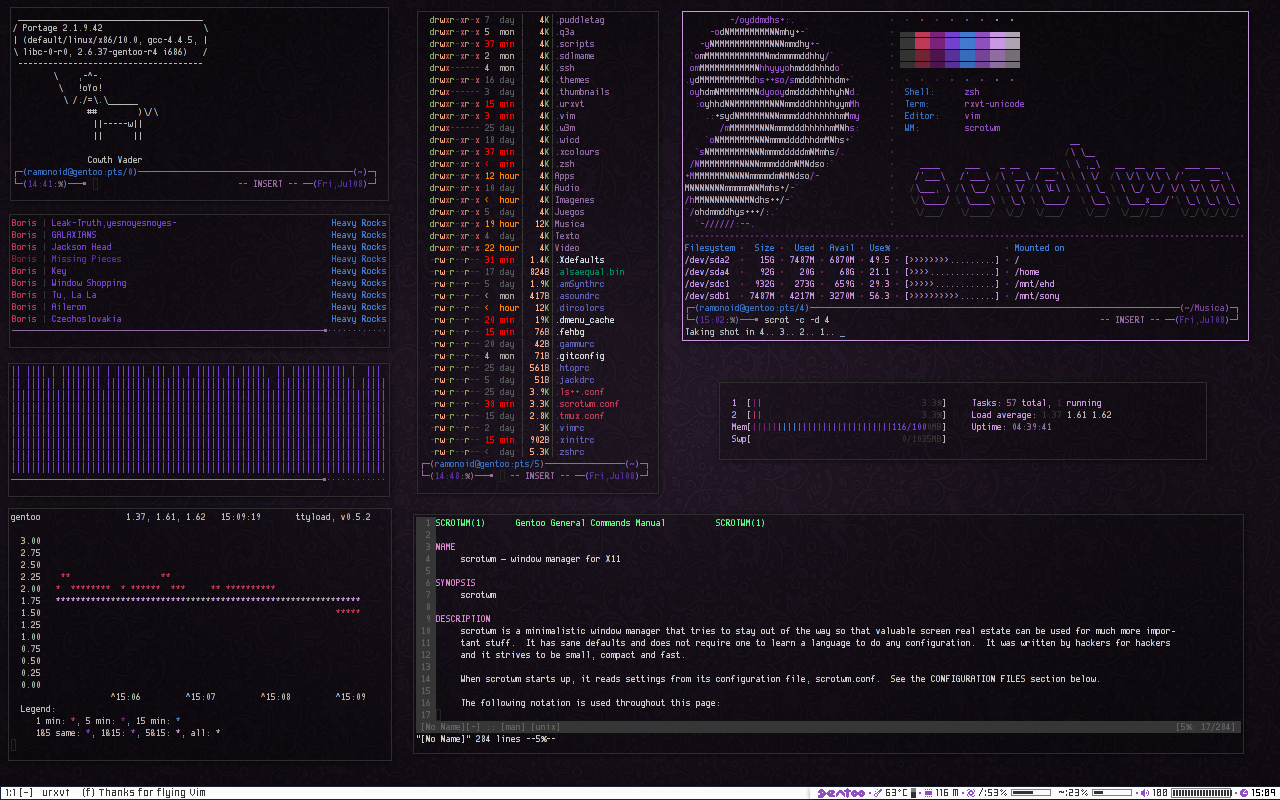 / Portage 2.1.9.42 \
| (default/linux/x86/10.0, gcc-4.4.5, |
\ libc-0-r0, 2.6.37-gentoo-r4 i686) /
!oYo!
Cowth Vader
(ramonoid@gentoo:pts/0) (~)
(14:41:%) -- INSERT -- (Fri,Jul08)
Boris | Leak-Truth,yesnoyesnoyes- Heavy Rocks
Boris | GALAXIANS Heavy Rocks
Boris | Jackson Head Heavy Rocks
Boris | Missing Pieces Heavy Rocks
Boris | Key Heavy Rocks
Boris | Window Shopping Heavy Rocks
Boris | Tu, La La Heavy Rocks
Boris | Aileron Heavy Rocks
Boris | Czechoslovakia Heavy Rocks
gentoo 1.37, 1.61, 1.62 15:09:19 ttyload, v0.5.2
3.00
2.75
2.50
2.25
2.00
1.75
1.50
1.25
1.00
0.75
0.50
0.25
0.00
^15:06 ^15:07 ^15:08 ^15:09
Legend:
1 min: *, 5 min: *, 15 min: *
1&5 same: *, 1&15: *, 5&15: *, all: *
drwxr-xr-x 7 day 4K .puddletag
drwxr-xr-x 5 mon 4K .q3a
drwxr-xr-x 37 min 4K .scripts
drwxr-xr-x 2 mon 4K .sdlmame
drwx------ 4 mon 4K .ssh
drwxr-xr-x 16 day 4K .themes
drwx------ 3 day 4K .thumbnails
drwxr-xr-x 15 min 4K .urxvt
drwxr-xr-x 3 min 4K .vim
drwx------ 25 day 4K .w3m
drwxr-xr-x 18 day 4K .wicd
drwxr-xr-x 37 min 4K .xcolours
drwxr-xr-x < min 4K .zsh
drwxr-xr-x 12 hour 4K Apps
drwxr-xr-x 10 day 4K Audio
drwxr-xr-x < hour 4K Imagenes
drwxr-xr-x 5 day 4K Juegos
drwxr-xr-x 19 hour 12K Musica
drwxr-xr-x 4 day 4K Texto
drwxr-xr-x 22 hour 4K Video
-rw-r--r-- 31 min 1.4K .Xdefaults
-rw-r--r-- 17 day 824B .alsaequal.bin
-rw-r--r-- 5 day 1.9K .amSynthrc
-rw-r--r-- < mon 417B .asoundrc
-rw-r--r-- < hour 12K .dircolors
-rw-r--r-- 20 min 19K .dmenu_cache
-rw-r--r-- 15 min 76B .fehbg
-rw-r--r-- 20 day 42B .gammurc
-rw-r--r-- 4 mon 71B .gitconfig
-rw-r--r-- 25 day 561B .htoprc
-rw-r--r-- 5 day 51B .jackdrc
-rw-r--r-- 25 day 3.9K .ls++.conf
-rw-r--r-- 30 min 3.3K .scrotwm.conf
-rw-r--r-- 15 day 2.8K .tmux.conf
-rw-r--r-- 2 day 3K .vimrc
-rw-r--r-- 15 min 902B .xinitrc
-rw-r--r-- < day 5.3K .zshrc
(ramonoid@gentoo:pts/5) (~)
(14:48:%) -- INSERT -- (Fri,Jul08)
Shell: zsh
Term: rxvt-unicode
Editor: vim
WM: scrotwm
Filesystem Size Used Avail Use% Mounted on
/dev/sda2 15G 7487M 6870M 49.5 [>>>>>>>>.........] /
/dev/sda4 92G 20G 68G 21.1 [>>>>.............] /home
/dev/sdc1 932G 273G 659G 29.3 [>>>>>............] /mnt/ehd
/dev/sdb1 7487M 4217M 3270M 56.3 [>>>>>>>>>>.......] /mnt/sony
(ramonoid@gentoo:pts/4) (~/Musica)
(15:02:%) scrot -c -d 4 -- INSERT -- (Fri,Jul08)
Taking shot in 4.. 3.. 2.. 1.. _
1 [|| 3.3%] Tasks: 57 total, 1 running
2 [|| 3.3%] Load average: 1.37 1.61 1.62
Mem[116/1000MB] Uptime: 04:39:41
Swp[ 0/1035MB]
1 SCROTWM(1) Gentoo General Commands Manual SCROTWM(1)
2
3 NAME
4 scrotwm – window manager for X11
5
6 SYNOPSIS
7 scrotwm
8
9 DESCRIPTION
10 scrotwm is a minimalistic window manager that tries to stay out of the way so that valuable screen real estate can be used for much more impor-
11 tant stuff. It has sane defaults and does not require one to learn a language to do any configuration. It was written by hackers for hackers
12 and it strives to be small, compact and fast.
13
14 When scrotwm starts up, it reads settings from its configuration file, scrotwm.conf. See the CONFIGURATION FILES section below.
15
16 The following notation is used throughout this page:
17
[No Name][-] :: [man] [unix] [5% 17/204]
"[No Name]" 204 lines --5%--
1:1 [-] urxvt (f) Thanks for flying Vim
gentoo 63°C 116 M /:53% ~:23% 100 15:09